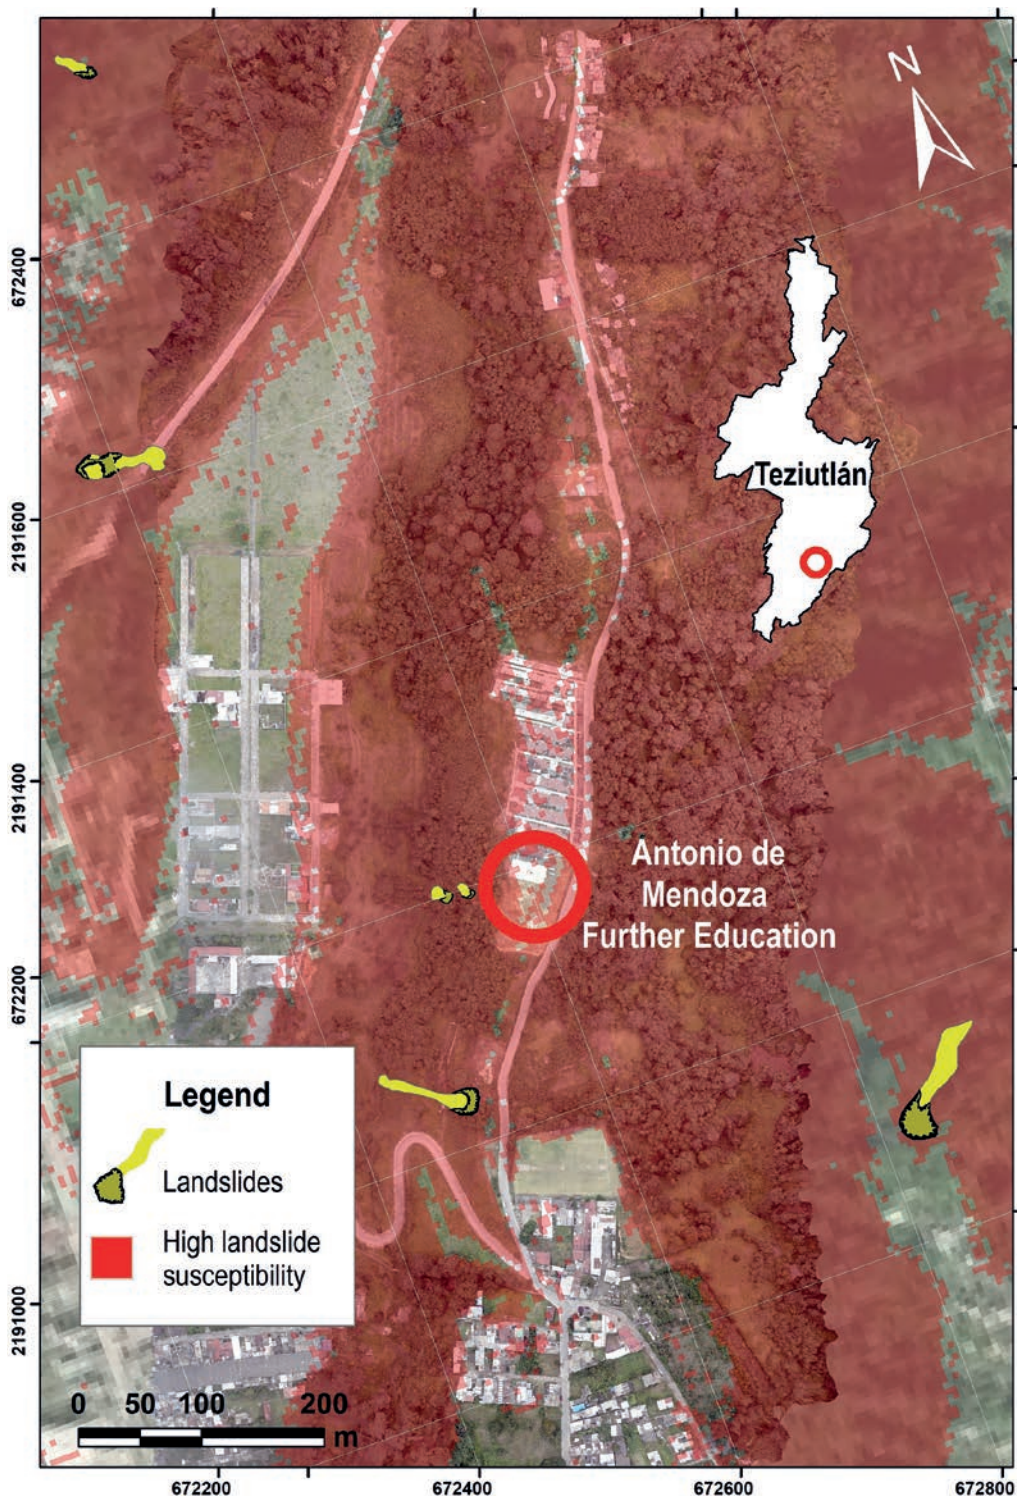 N
672400
Teziutlán
2191600
2191400
Antonio de
Mendoza
Further Education
672200
Legend
Landslides
High landslide
susceptibility
2191000
0 50 100 200
m
672200 672400 672600 672800